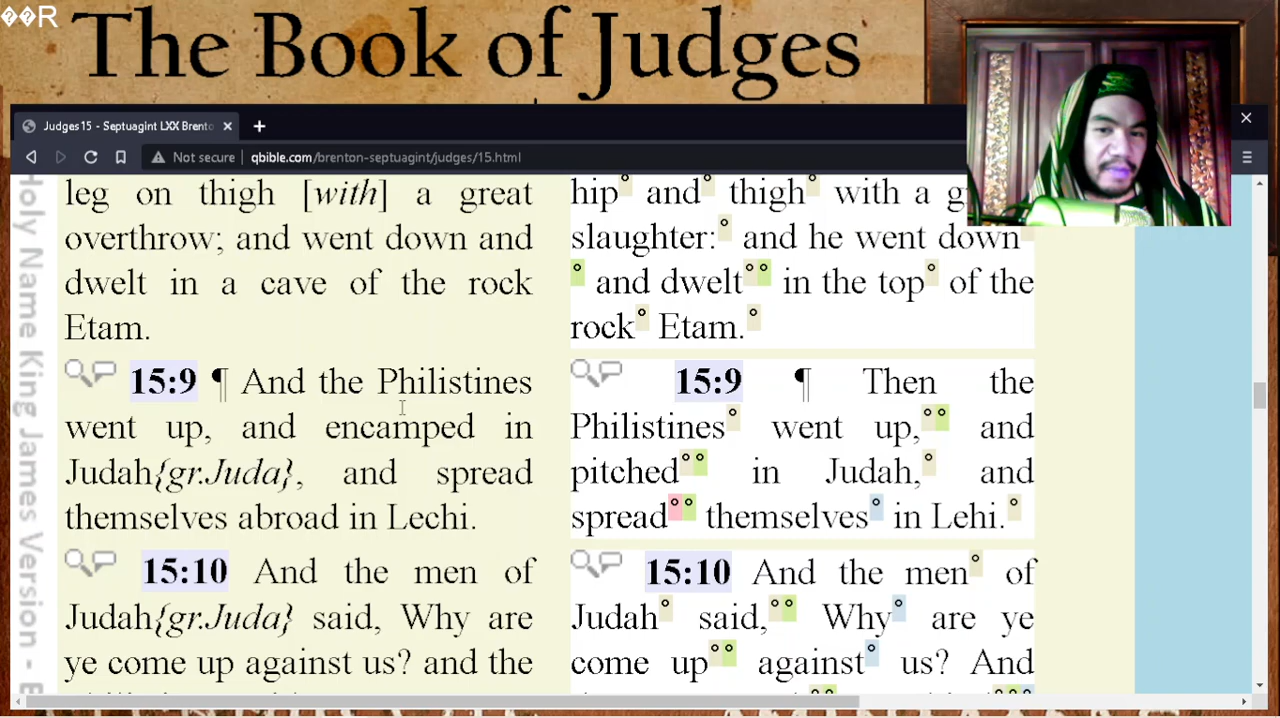 ��R
The Book of Judges
Judges 15 - Septuagint LXX Brento
Not secure qbible.com/brenton-septuagint/judges/15.html
Holy Name King James Version - E
leg on thigh [with] a great
overthrow; and went down and
dwelt in a cave of the rock
Etam.
15:9 ¶ And the Philistines
went up, and encamped in
Judah{gr.Juda}, and spread
themselves abroad in Lechi.
15:10 And the men of
Judah{gr.Juda} said, Why are
ye come up against us? and the
hip° and° thigh° with a g
slaughter:° and he went down
° and dwelt°° in the top° of the
rock° Etam.°
15:9 ¶ Then the
Philistines° went up,°° and
pitched°° in Judah,° and
spread°° themselves° in Lehi.°
15:10 And the men° of
Judah° said,°° Why° are ye
come up°° against° us? And